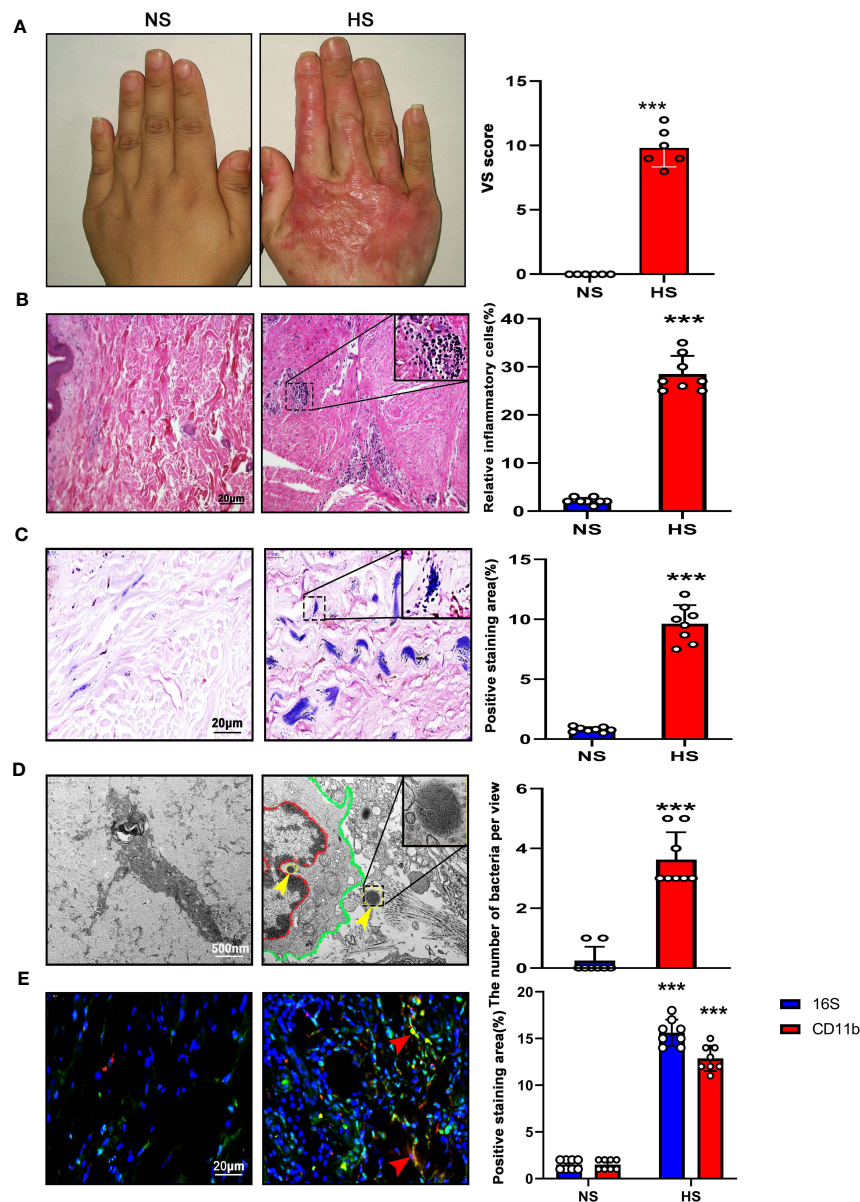 NS HS
A
15
10
5
0
VS score
***
NS HS
B
20µm
40
30
20
10
0
Relative inflammatory cells(%)
***
NS HS
C
20µm
15
10
5
0
Positive staining area(%)
***
NS HS
D
500nm
6
4
2
0
The number of bacteria per view
***
E
20µm
20
15
10
5
0
Positive staining area(%)
*** ***
NS HS
16S
CD11b